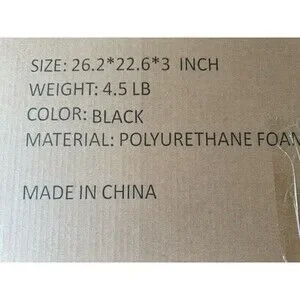 SIZE: 26.2*22.6*3 INCH
WEIGHT: 4.5 LB
COLOR: BLACK
MATERIAL: POLYURETHANE FOAM
MADE IN CHINA